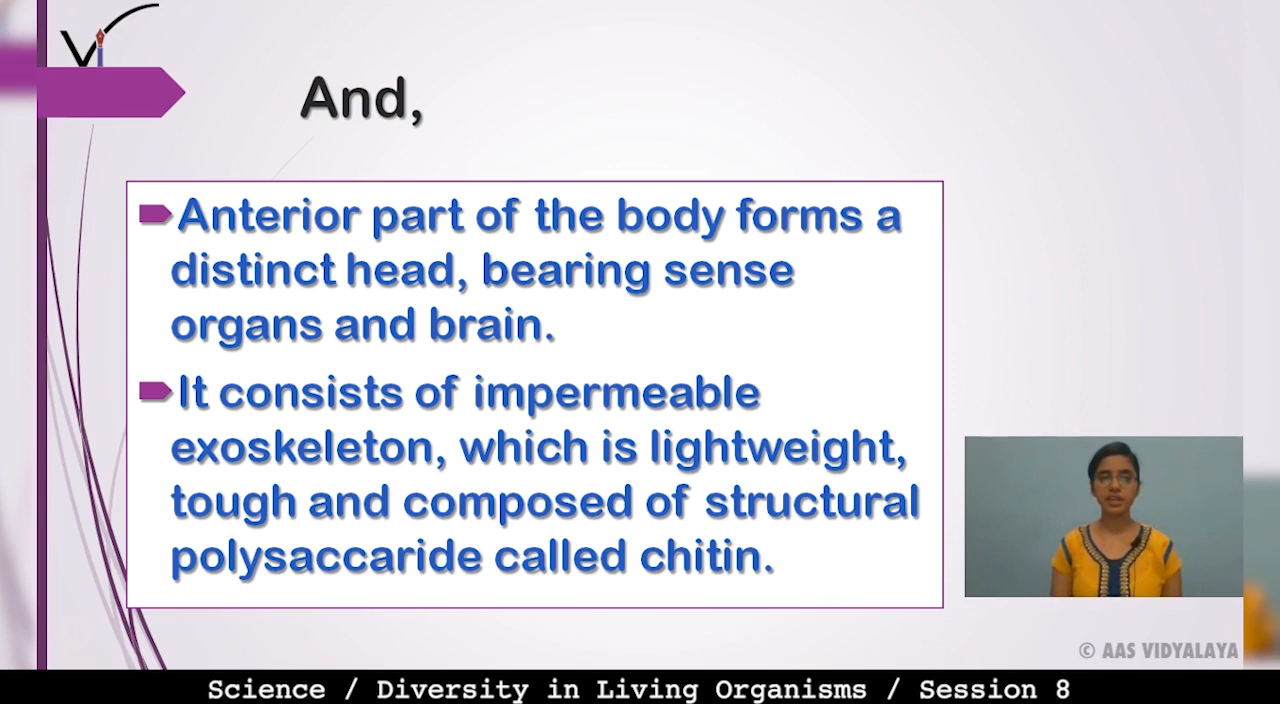 Vi
And,
Anterior part of the body forms a
distinct head, bearing sense
organs and brain.
It consists of impermeable
exoskeleton, which is lightweight,
tough and composed of structural
polysaccaride called chitin.
© AAS VIDYALAYA
Science / Diversity in Living Organisms / Session 8